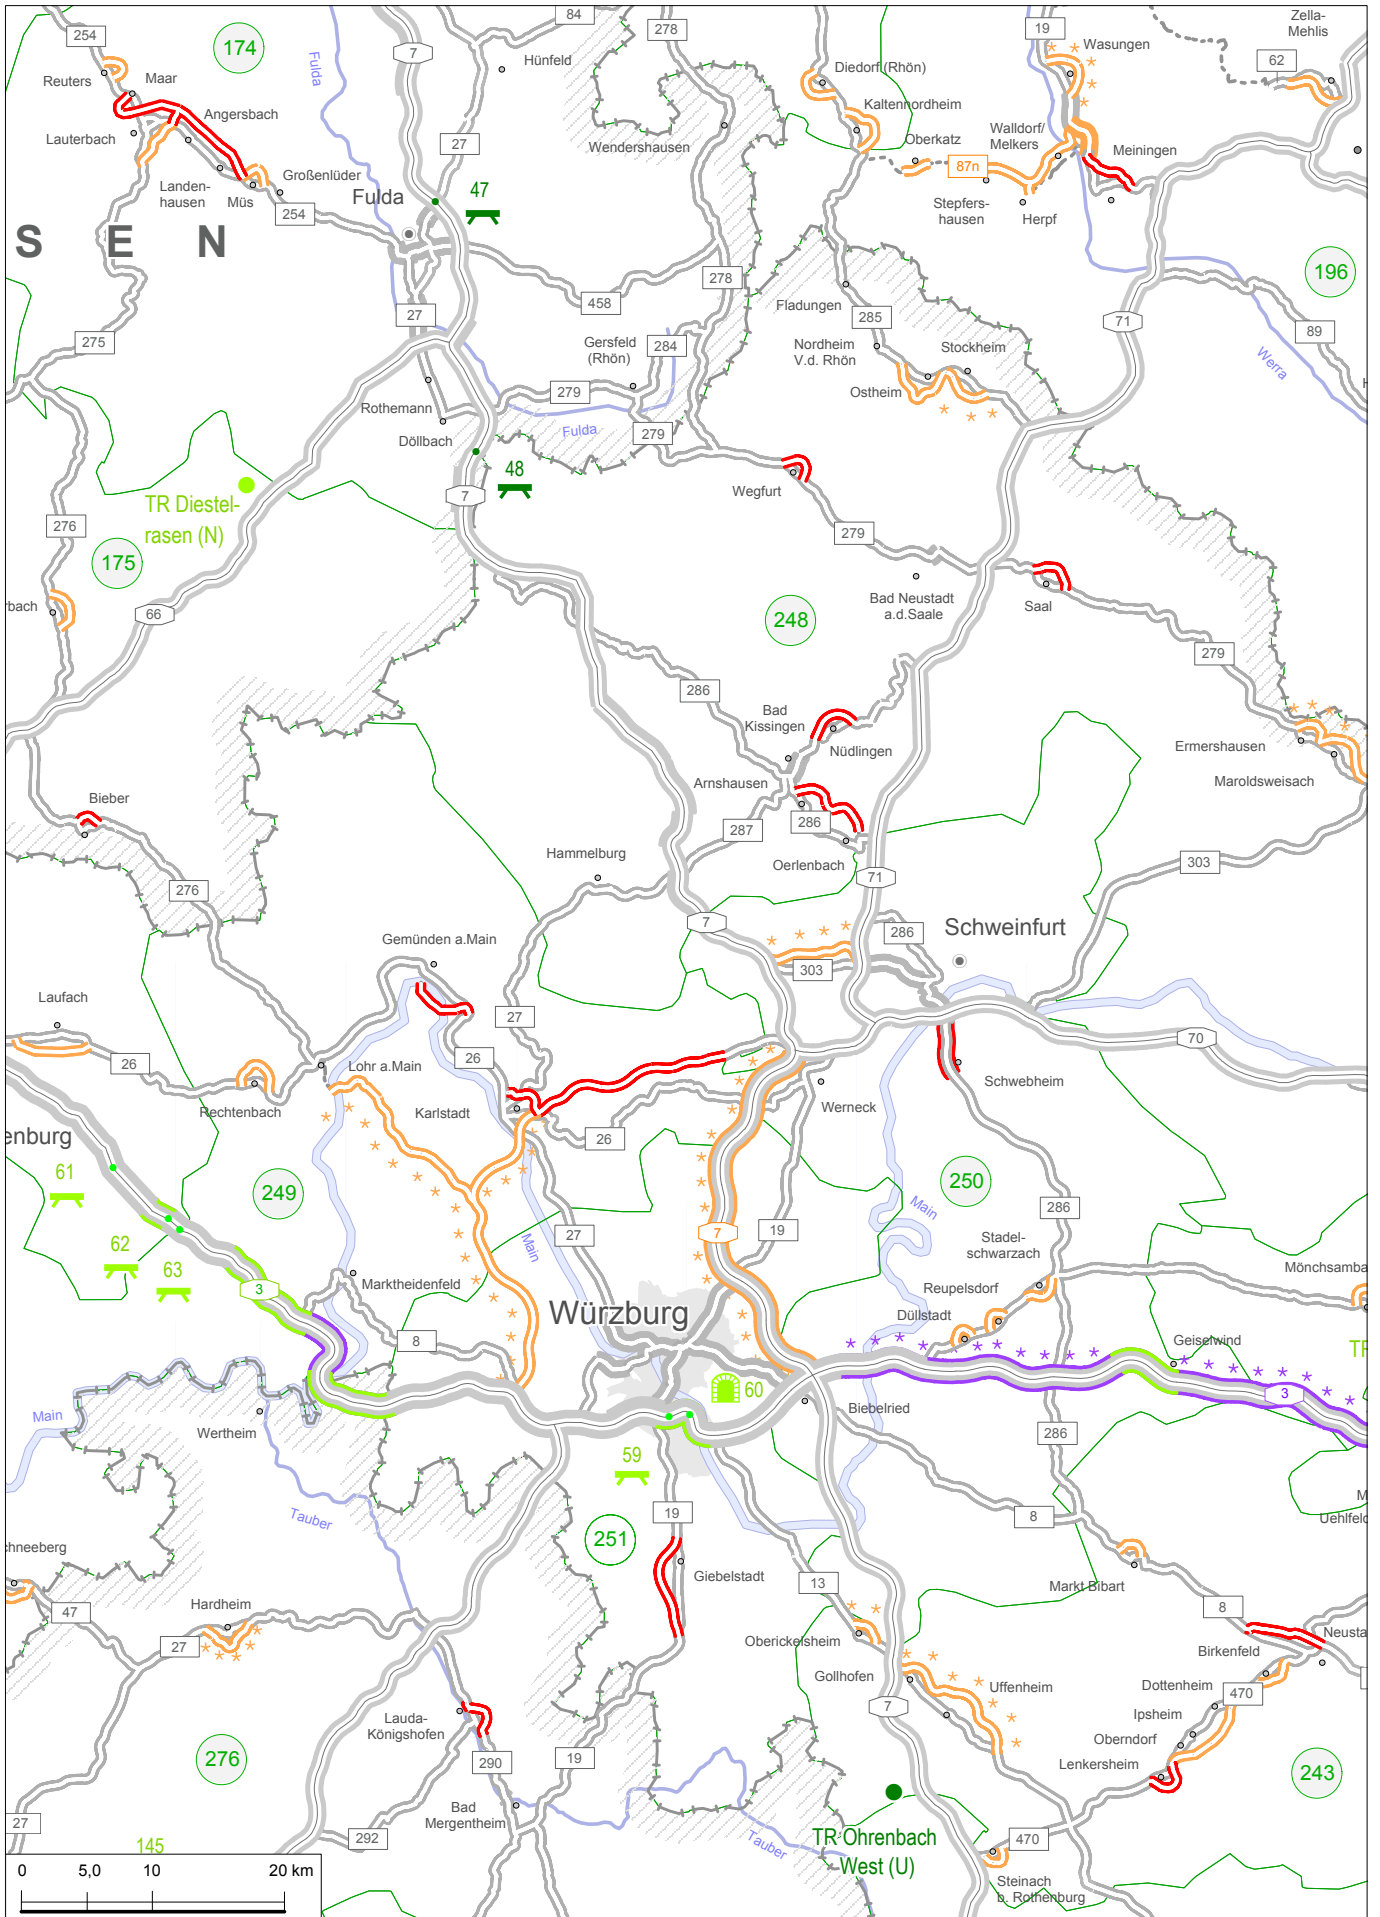 254
174
7
84
278
19
Zella-
Mehlis
Hünfeld
Fulda
Reuters
Maar
Wasungen
62
Diedorf (Rhön)
Kaltennordheim
Angersbach
Lauterbach
27
Wendershausen
Oberkatz
Walldorf/
Melkers
Meiningen
87n
Landen-
hausen
Müs
Großenlüder
254
Fulda
47
Stepfers-
hausen
Herpf
S E N
196
458
278
Fladungen
285
71
89
27
275
Gersfeld
(Rhön)
284
Nordheim
V.d. Rhön
Stockheim
Werra
279
Ostheim
Rothemann
Döllbach
Fulda
279
48
7
Wegfurt
TR Diestel-
rasen (N)
276
175
279
Bad Neustadt
a.d.Saale
Saal
rbach
66
248
279
286
Bad
Kissingen
Nüdlingen
Ermershausen
Maroldsweisach
Arnshausen
Bieber
287
286
Hammelburg
Oerlenbach
303
276
71
7
286
Schweinfurt
Gemünden a.Main
303
Laufach
27
70
26
26
Lohr a.Main
Schwebheim
Rechtenbach
Karlstadt
Werneck
26
enburg
61
249
250
Main
286
62
63
3
Main
27
7
19
Stadel-
schwarzach
Mönchsamba
Marktheidenfeld
Reupelsdorf
Würzburg
Düllstadt
8
Geiselwind
TR
60
3
Main
Wertheim
Biebelried
286
59
Tauber
19
8
Uehlfeld
251
hneeberg
Giebelstadt
13
Markt Bibart
47
Hardheim
8
27
Oberickelsheim
Birkenfeld
Neusta
Gollhofen
Uffenheim
Dottenheim
470
Lauda-
Königshofen
7
Ipsheim
Oberndorf
276
290
19
Lenkersheim
243
Bad
Mergentheim
27
292
145
Tauber
TR Ohrenbach
West (U)
470
Steinach
b. Rothenburg
0 5,0 10 20 km